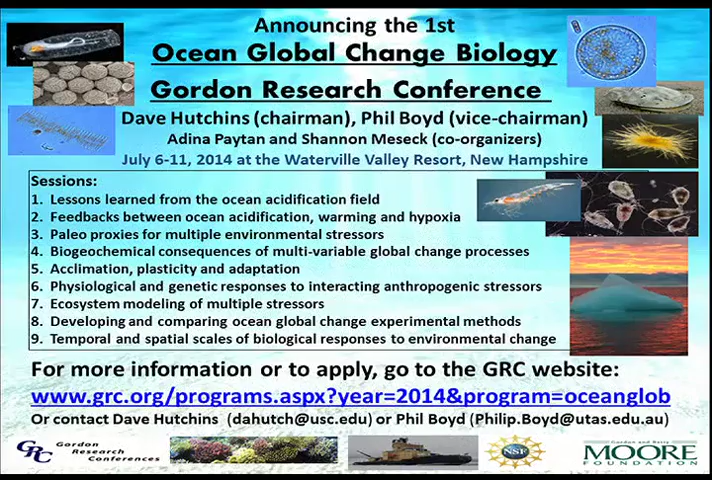 Announcing the 1st
Ocean Global Change Biology
Gordon Research Conference
Dave Hutchins (chairman), Phil Boyd (vice-chairman)
Adina Paytan and Shannon Meseck (co-organizers)
July 6-11, 2014 at the Waterville Valley Resort, New Hampshire
Sessions:
1. Lessons learned from the ocean acidification field
2. Feedbacks between ocean acidification, warming and hypoxia
3. Paleo proxies for multiple environmental stressors
4. Biogeochemical consequences of multi-variable global change processes
5. Acclimation, plasticity and adaptation
6. Physiological and genetic responses to interacting anthropogenic stressors
7. Ecosystem modeling of multiple stressors
8. Developing and comparing ocean global change experimental methods
9. Temporal and spatial scales of biological responses to environmental change
For more information or to apply, go to the GRC website:
www.grc.org/programs.aspx?year=2014&program=oceanglob
Or contact Dave Hutchins (dahutch@usc.edu) or Phil Boyd (Philip.Boyd@utas.edu.au)
GRC
Gordon
Research
Conferences
NSF
Gordon and Betty
MOORE
FOUNDATION